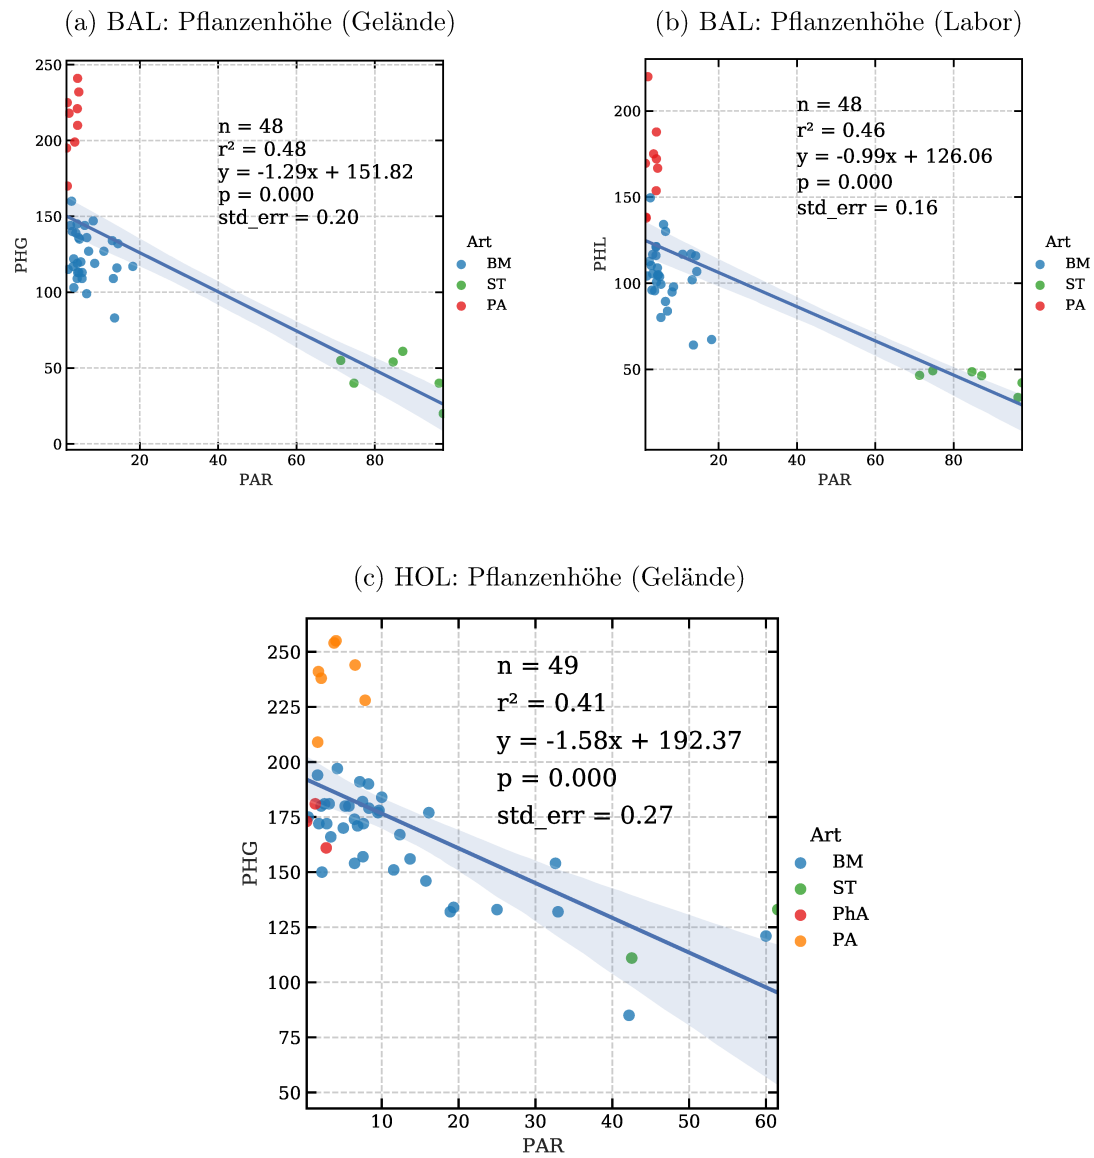 (a) BAL: Pflanzenhöhe (Gelände)
250
200
150
100
50
0
PHG
n = 48
r² = 0.48
y = -1.29x + 151.82
p = 0.000
std_err = 0.20
20
40
60
80
PAR
Art
BM
ST
PA
(b) BAL: Pflanzenhöhe (Labor)
200
150
100
50
PHL
n = 48
r² = 0.46
y = -0.99x + 126.06
p = 0.000
std_err = 0.16
20
40
60
80
PAR
Art
BM
ST
PA
(c) HOL: Pflanzenhöhe (Gelände)
250
225
200
175
150
125
100
75
50
PHG
n = 49
r² = 0.41
y = -1.58x + 192.37
p = 0.000
std_err = 0.27
10
20
30
40
50
60
PAR
Art
BM
ST
PhA
PA